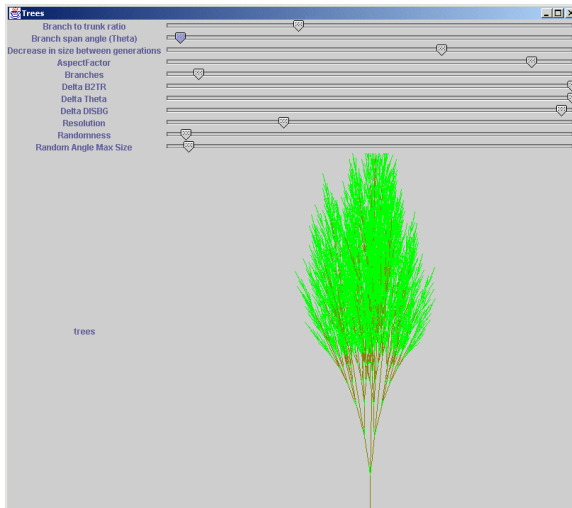 Trees
Branch to trunk ratio
Branch span angle (Theta)
Decrease in size between generations
AspectFactor
Branches
Delta B2TR
Delta Theta
Delta DISBG
Resolution
Randomness
Random Angle Max Size
trees